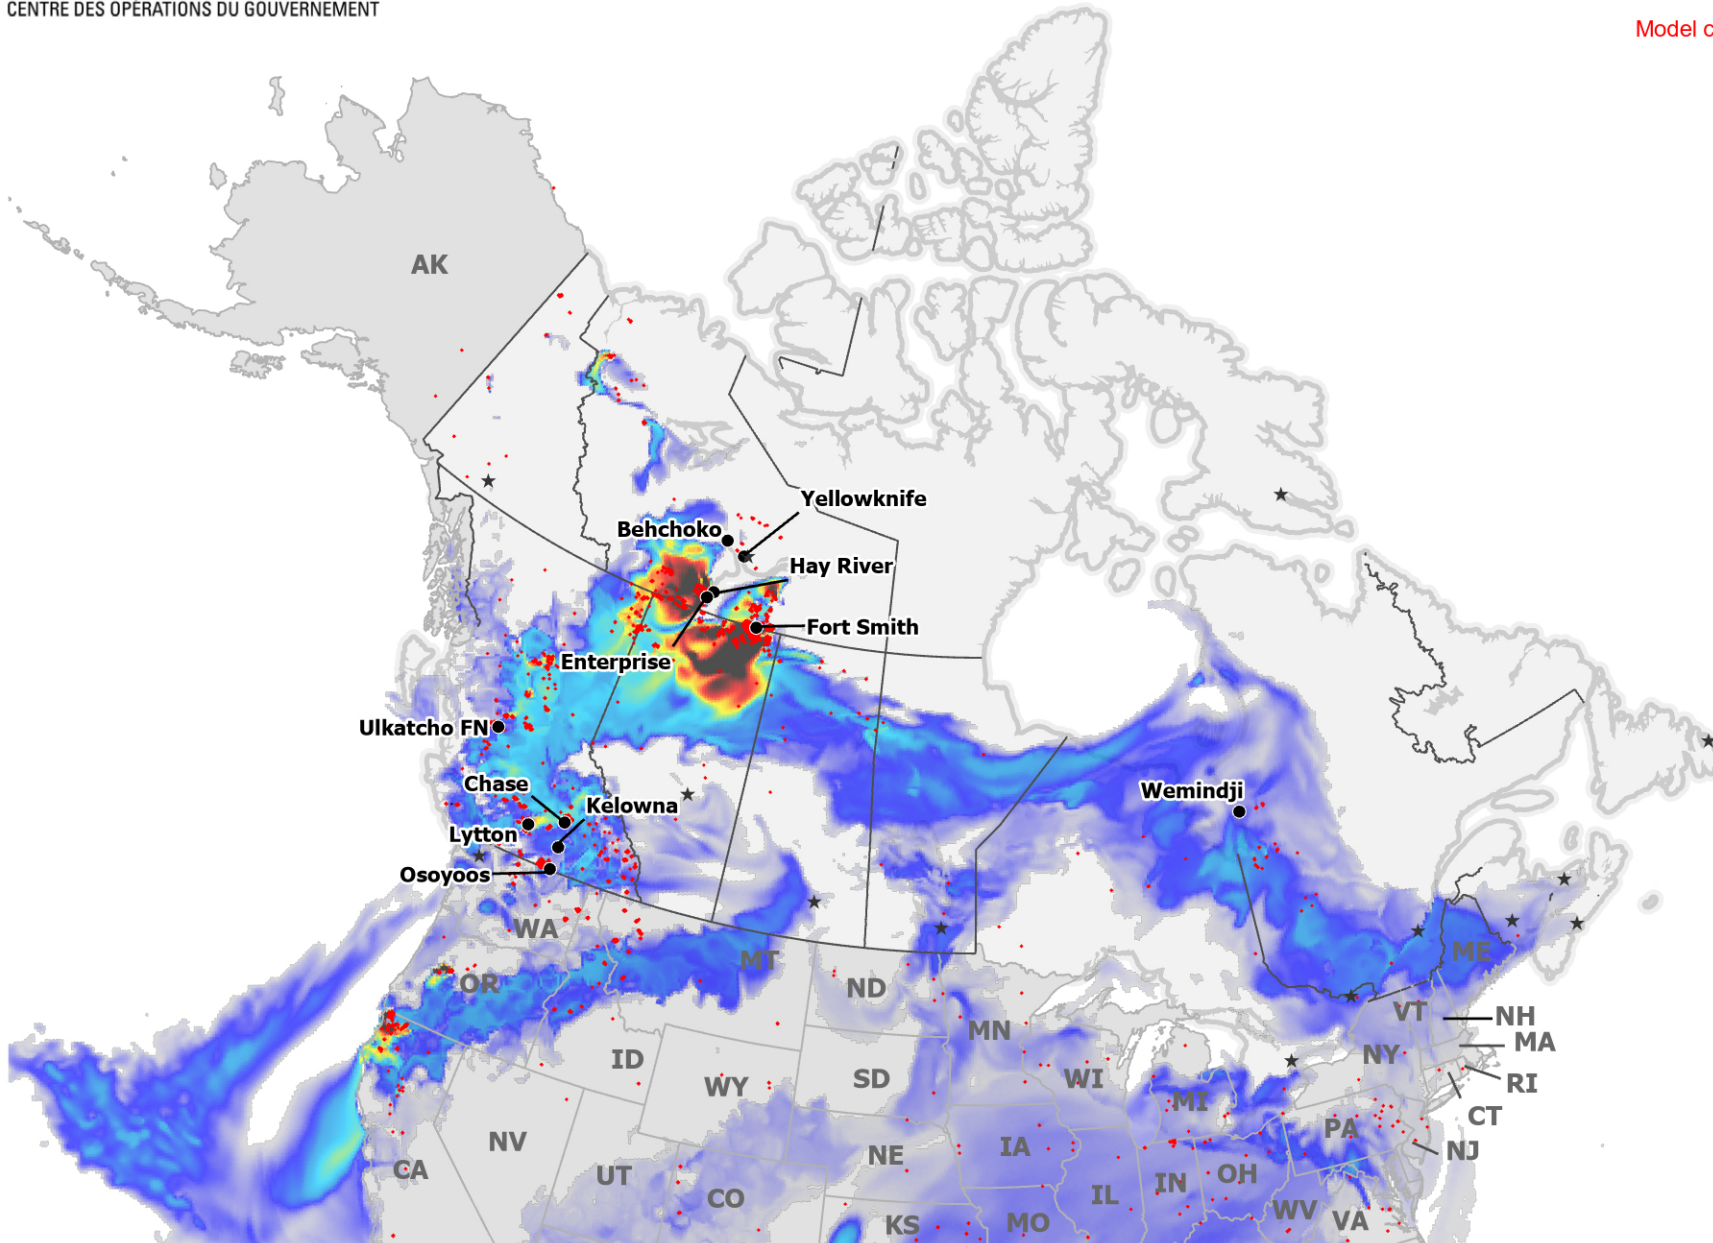 CENTRE DES OPÉRATIONS DU GOUVERNEMENT
Model c
AK
Yellowknife
Behchoko
Hay River
Fort Smith
Enterprise
Ulkatcho FN
Chase
Kelowna
Wemindji
Lytton
Osoyoos
WA
MT
ME
OR
ND
VT
NH
MN
MA
NY
ID
WY
SD
WI
RI
MI
CT
PA
NV
IA
NE
NJ
CA
UT
CO
IL
IN
OH
KS
MO
WV
VA